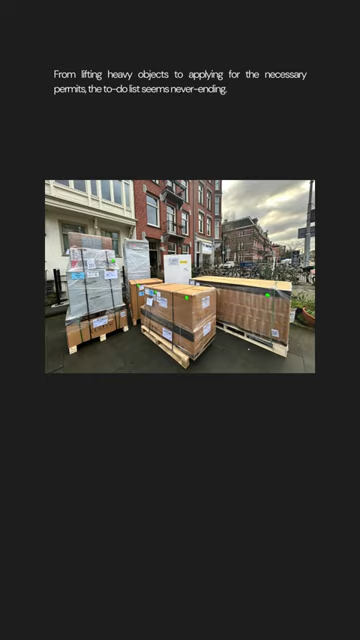 From lifting heavy objects to applying for the necessary
permits, the to-do list seems never-ending.